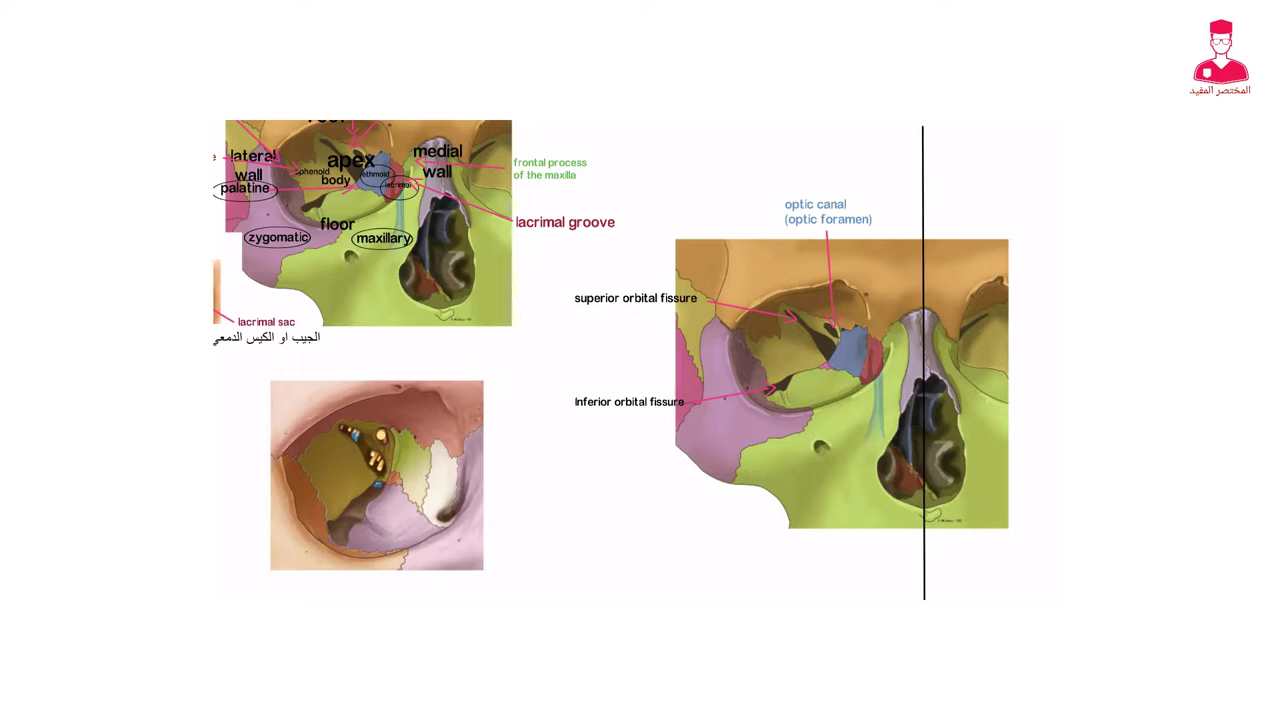 المختصر المفيد
lateral
wall
sphenoid
apex
body
ethmoid
lacrimal
medial
wall
palatine
frontal process
of the maxilla
floor
zygomatic
maxillary
lacrimal groove
lacrimal sac
الجيب او الكيس الدمعي
optic canal
(optic foramen)
superior orbital fissure
Inferior orbital fissure